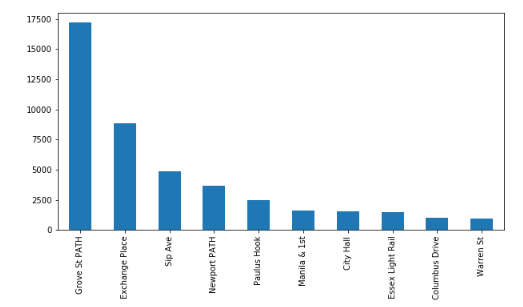 17500
15000
12500
10000
7500
5000
2500
0
Grove St PATH
Exchange Place
Sip Ave
Newport PATH
Paulus Hook
Manila & 1st
City Hall
Essex Light Rail
Columbus Drive
Warren St